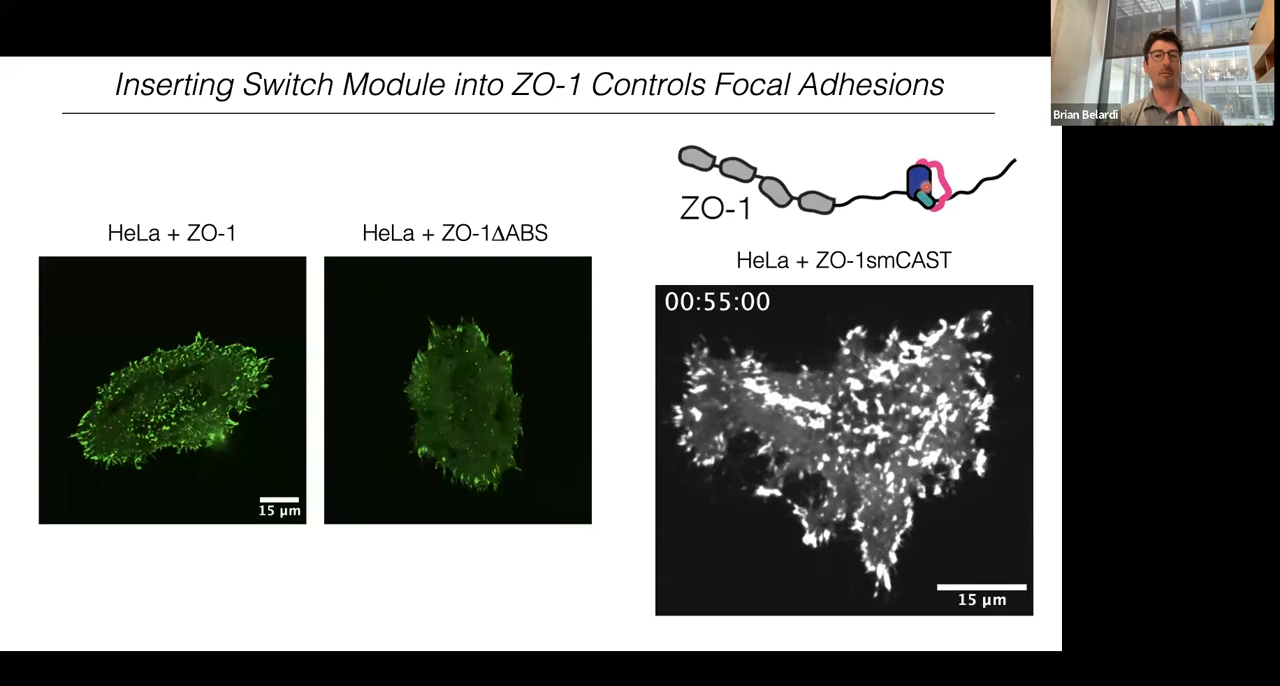 Inserting Switch Module into ZO-1 Controls Focal Adhesions
Brian Belardi
ZO-1
HeLa + ZO-1
HeLa + ZO-1ΔABS
HeLa + ZO-1smCAST
00:55:00
15 μm
15 μm